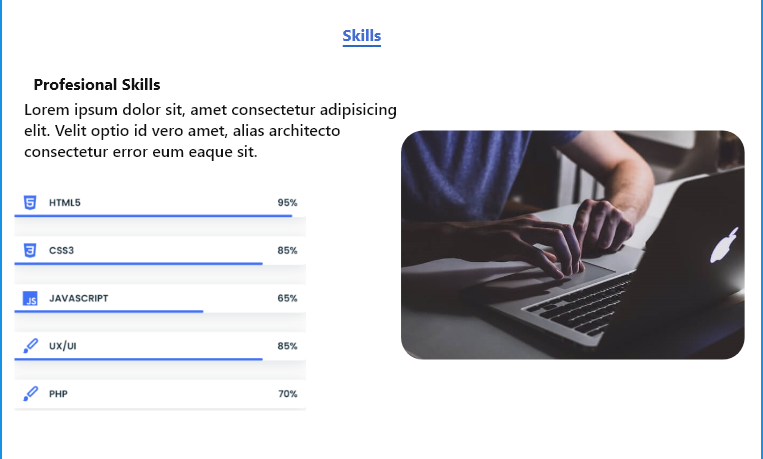 Skills
Profesional Skills
Lorem ipsum dolor sit, amet consectetur adipisicing
elit. Velit optio id vero amet, alias architecto
consectetur error eum eaque sit.
HTML5 95%
CSS3 85%
JS JAVASCRIPT 65%
UX/UI 85%
PHP 70%